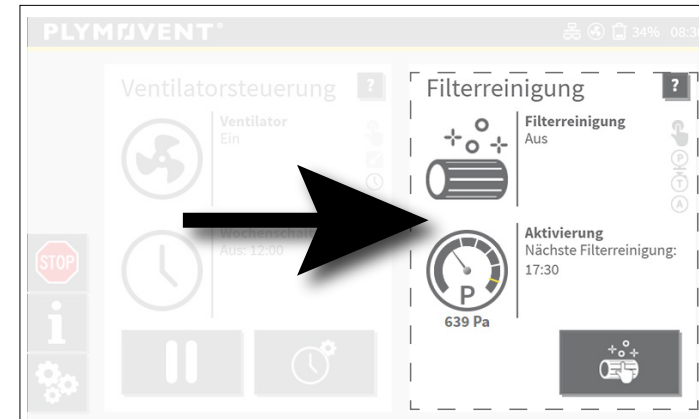 PLYMOVENT®
34% 08:3
Ventilatorsteuerung ?
Ventilator
Ein
Aus: 12:00
STOP
i
Filterreinigung ?
Filterreinigung
Aus
P
T
A
Aktivierung
Nächste Filterreinigung:
17:30
P
639 Pa